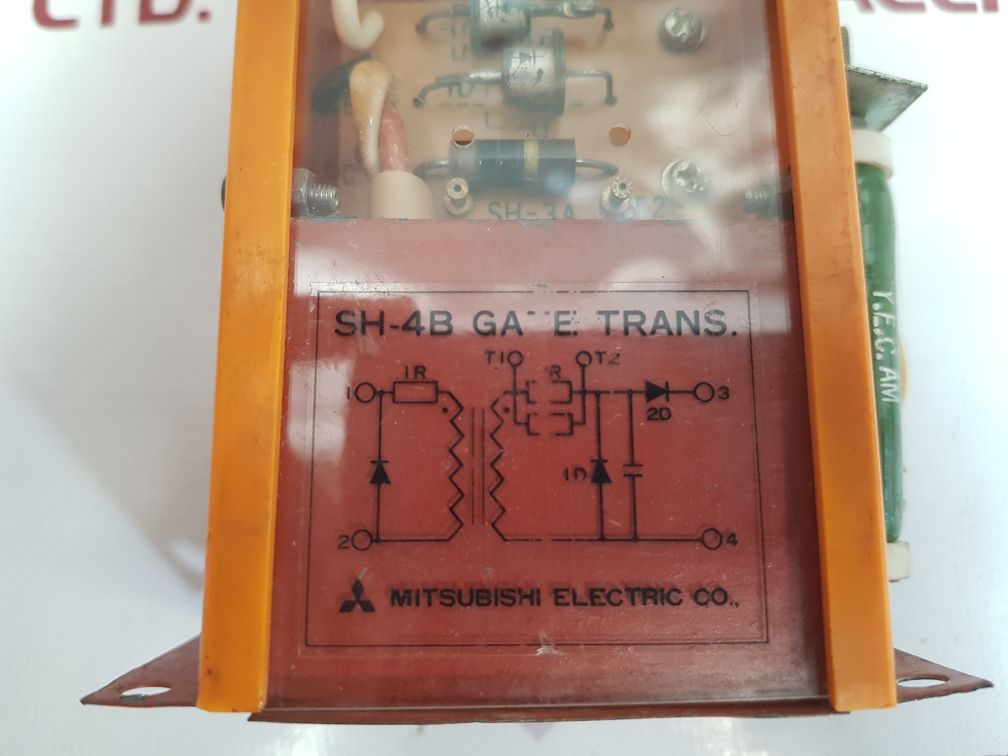 LTD.
SH-3A
SH-4B GATE TRANS.
T1 T2
1R
1 3
2D
1D
2 4
MITSUBISHI ELECTRIC CO.,
Y.E.C. AM